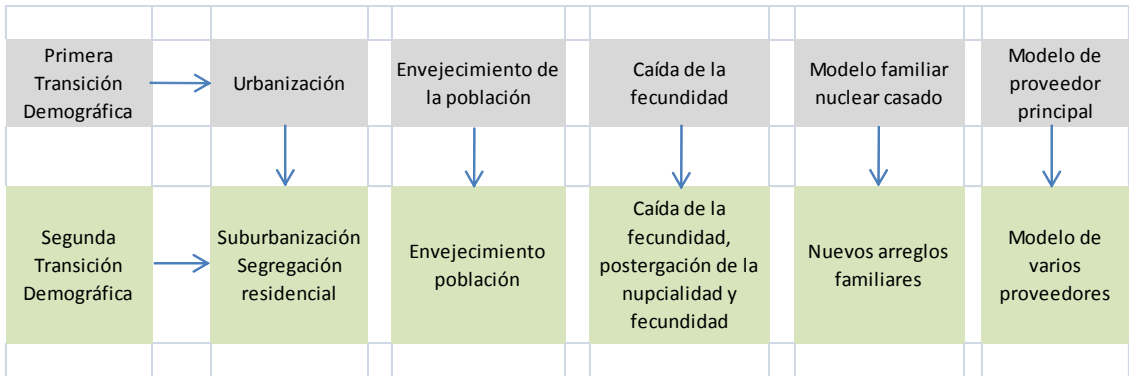 Primera
Transición
Demográfica
Urbanización
Envejecimiento de
la población
Caída de la
fecundidad
Modelo familiar
nuclear casado
Modelo de
proveedor
principal
Segunda
Transición
Demográfica
Suburbanización
Segregación
residencial
Envejecimiento
población
Caída de la
fecundidad,
postergación de la
nupcialidad y
fecundidad
Nuevos arreglos
familiares
Modelo de
varios
proveedores